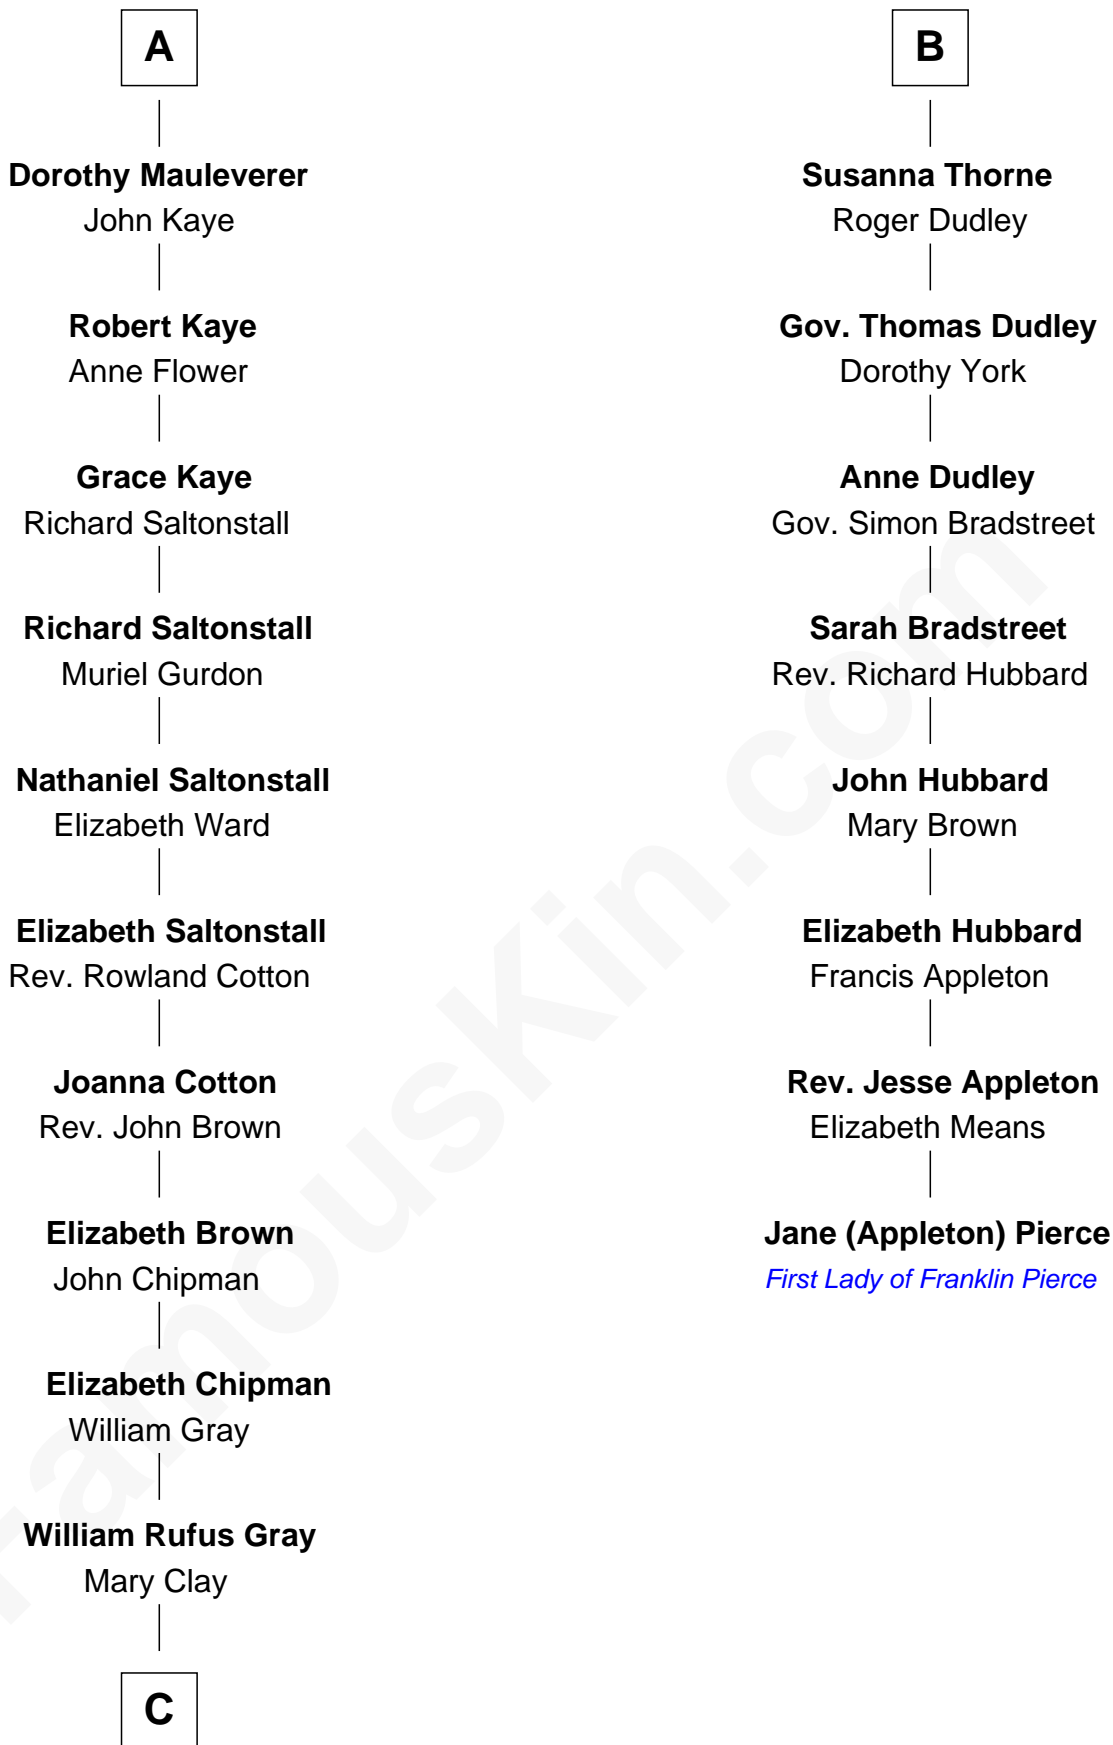 A
Dorothy Mauleverer
John Kaye
Robert Kaye
Anne Flower
Grace Kaye
Richard Saltonstall
Richard Saltonstall
Muriel Gurdon
Nathaniel Saltonstall
Elizabeth Ward
Elizabeth Saltonstall
Rev. Rowland Cotton
Joanna Cotton
Rev. John Brown
Elizabeth Brown
John Chipman
Elizabeth Chipman
William Gray
William Rufus Gray
Mary Clay
C
B
Susanna Thorne
Roger Dudley
Gov. Thomas Dudley
Dorothy York
Anne Dudley
Gov. Simon Bradstreet
Sarah Bradstreet
Rev. Richard Hubbard
John Hubbard
Mary Brown
Elizabeth Hubbard
Francis Appleton
Rev. Jesse Appleton
Elizabeth Means
Jane (Appleton) Pierce
First Lady of Franklin Pierce
FamousKin.com